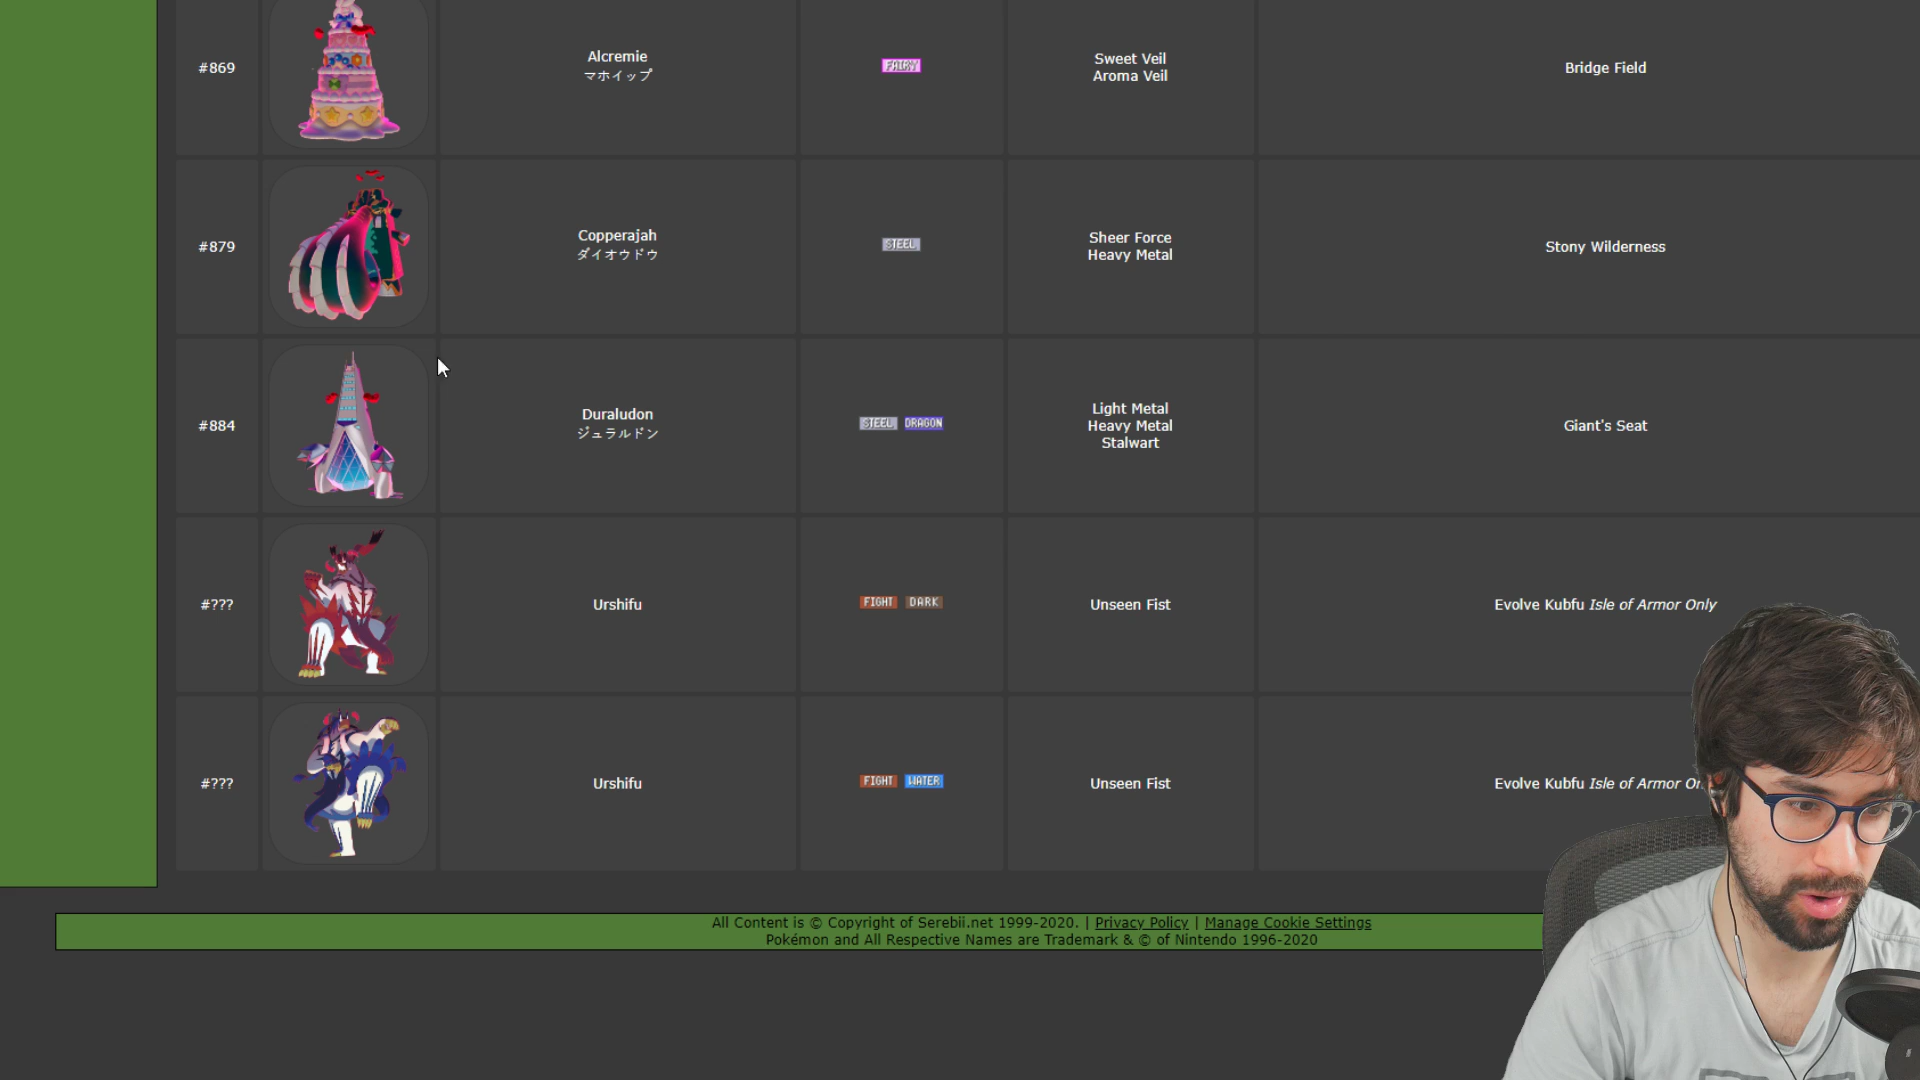 #869
Alcremie
マホイップ
FAIRY
Sweet Veil
Aroma Veil
Bridge Field
#879
Copperajah
ダイオウドウ
STEEL
Sheer Force
Heavy Metal
Stony Wilderness
#884
Duraludon
ジュラルドン
STEEL DRAGON
Light Metal
Heavy Metal
Stalwart
Giant's Seat
#???
Urshifu
FIGHT DARK
Unseen Fist
Evolve Kubfu Isle of Armor Only
#???
Urshifu
FIGHT WATER
Unseen Fist
Evolve Kubfu Isle of Armor On
All Content is © Copyright of Serebii.net 1999-2020. | Privacy Policy | Manage Cookie Settings
Pokémon and All Respective Names are Trademark & © of Nintendo 1996-2020